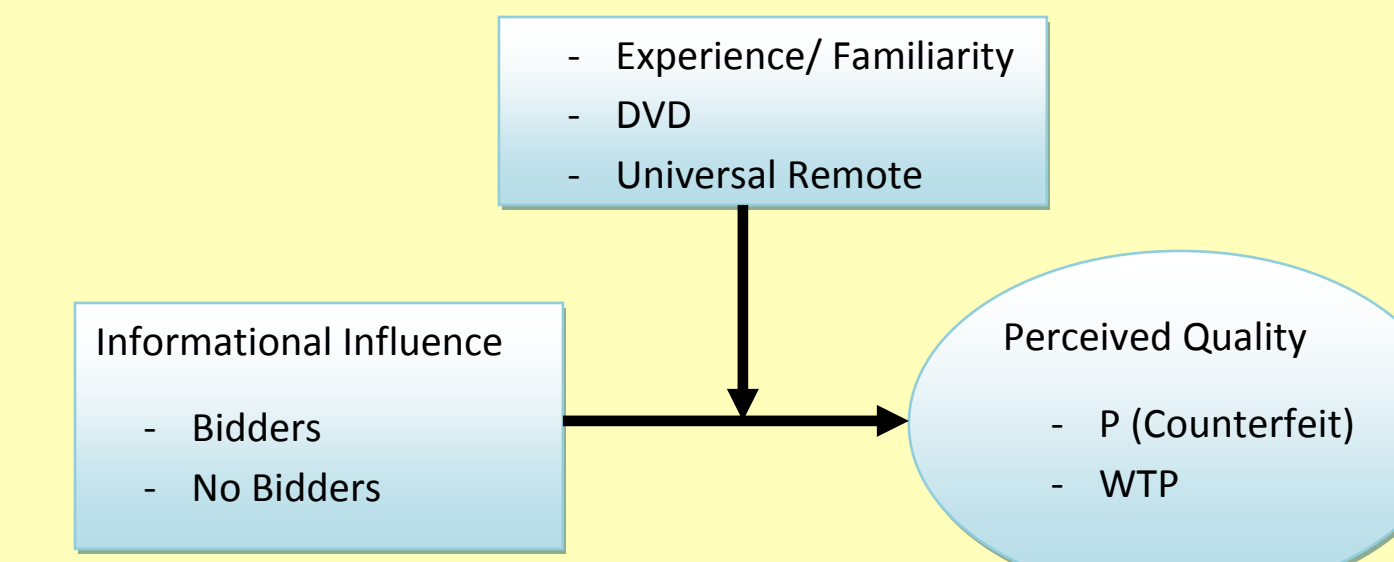 - Experience/ Familiarity
- DVD
- Universal Remote
Informational Influence
- Bidders
- No Bidders
Perceived Quality
- P (Counterfeit)
- WTP